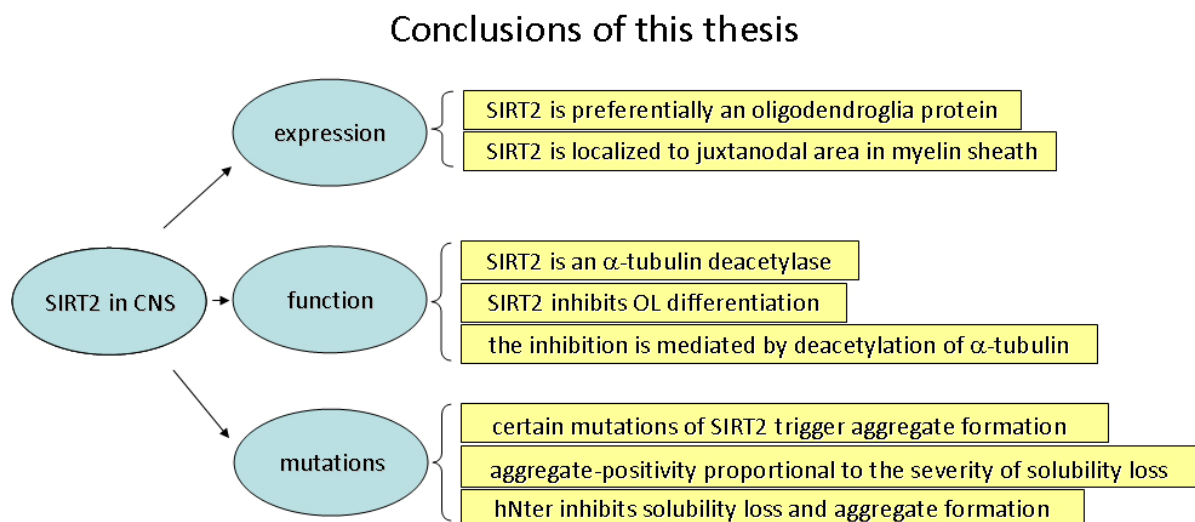 Conclusions of this thesis
expression
SIRT2 is preferentially an oligodendroglia protein
SIRT2 is localized to juxtanodal area in myelin sheath
SIRT2 in CNS
function
SIRT2 is an α-tubulin deacetylase
SIRT2 inhibits OL differentiation
the inhibition is mediated by deacetylation of α-tubulin
mutations
certain mutations of SIRT2 trigger aggregate formation
aggregate-positivity proportional to the severity of solubility loss
hNter inhibits solubility loss and aggregate formation